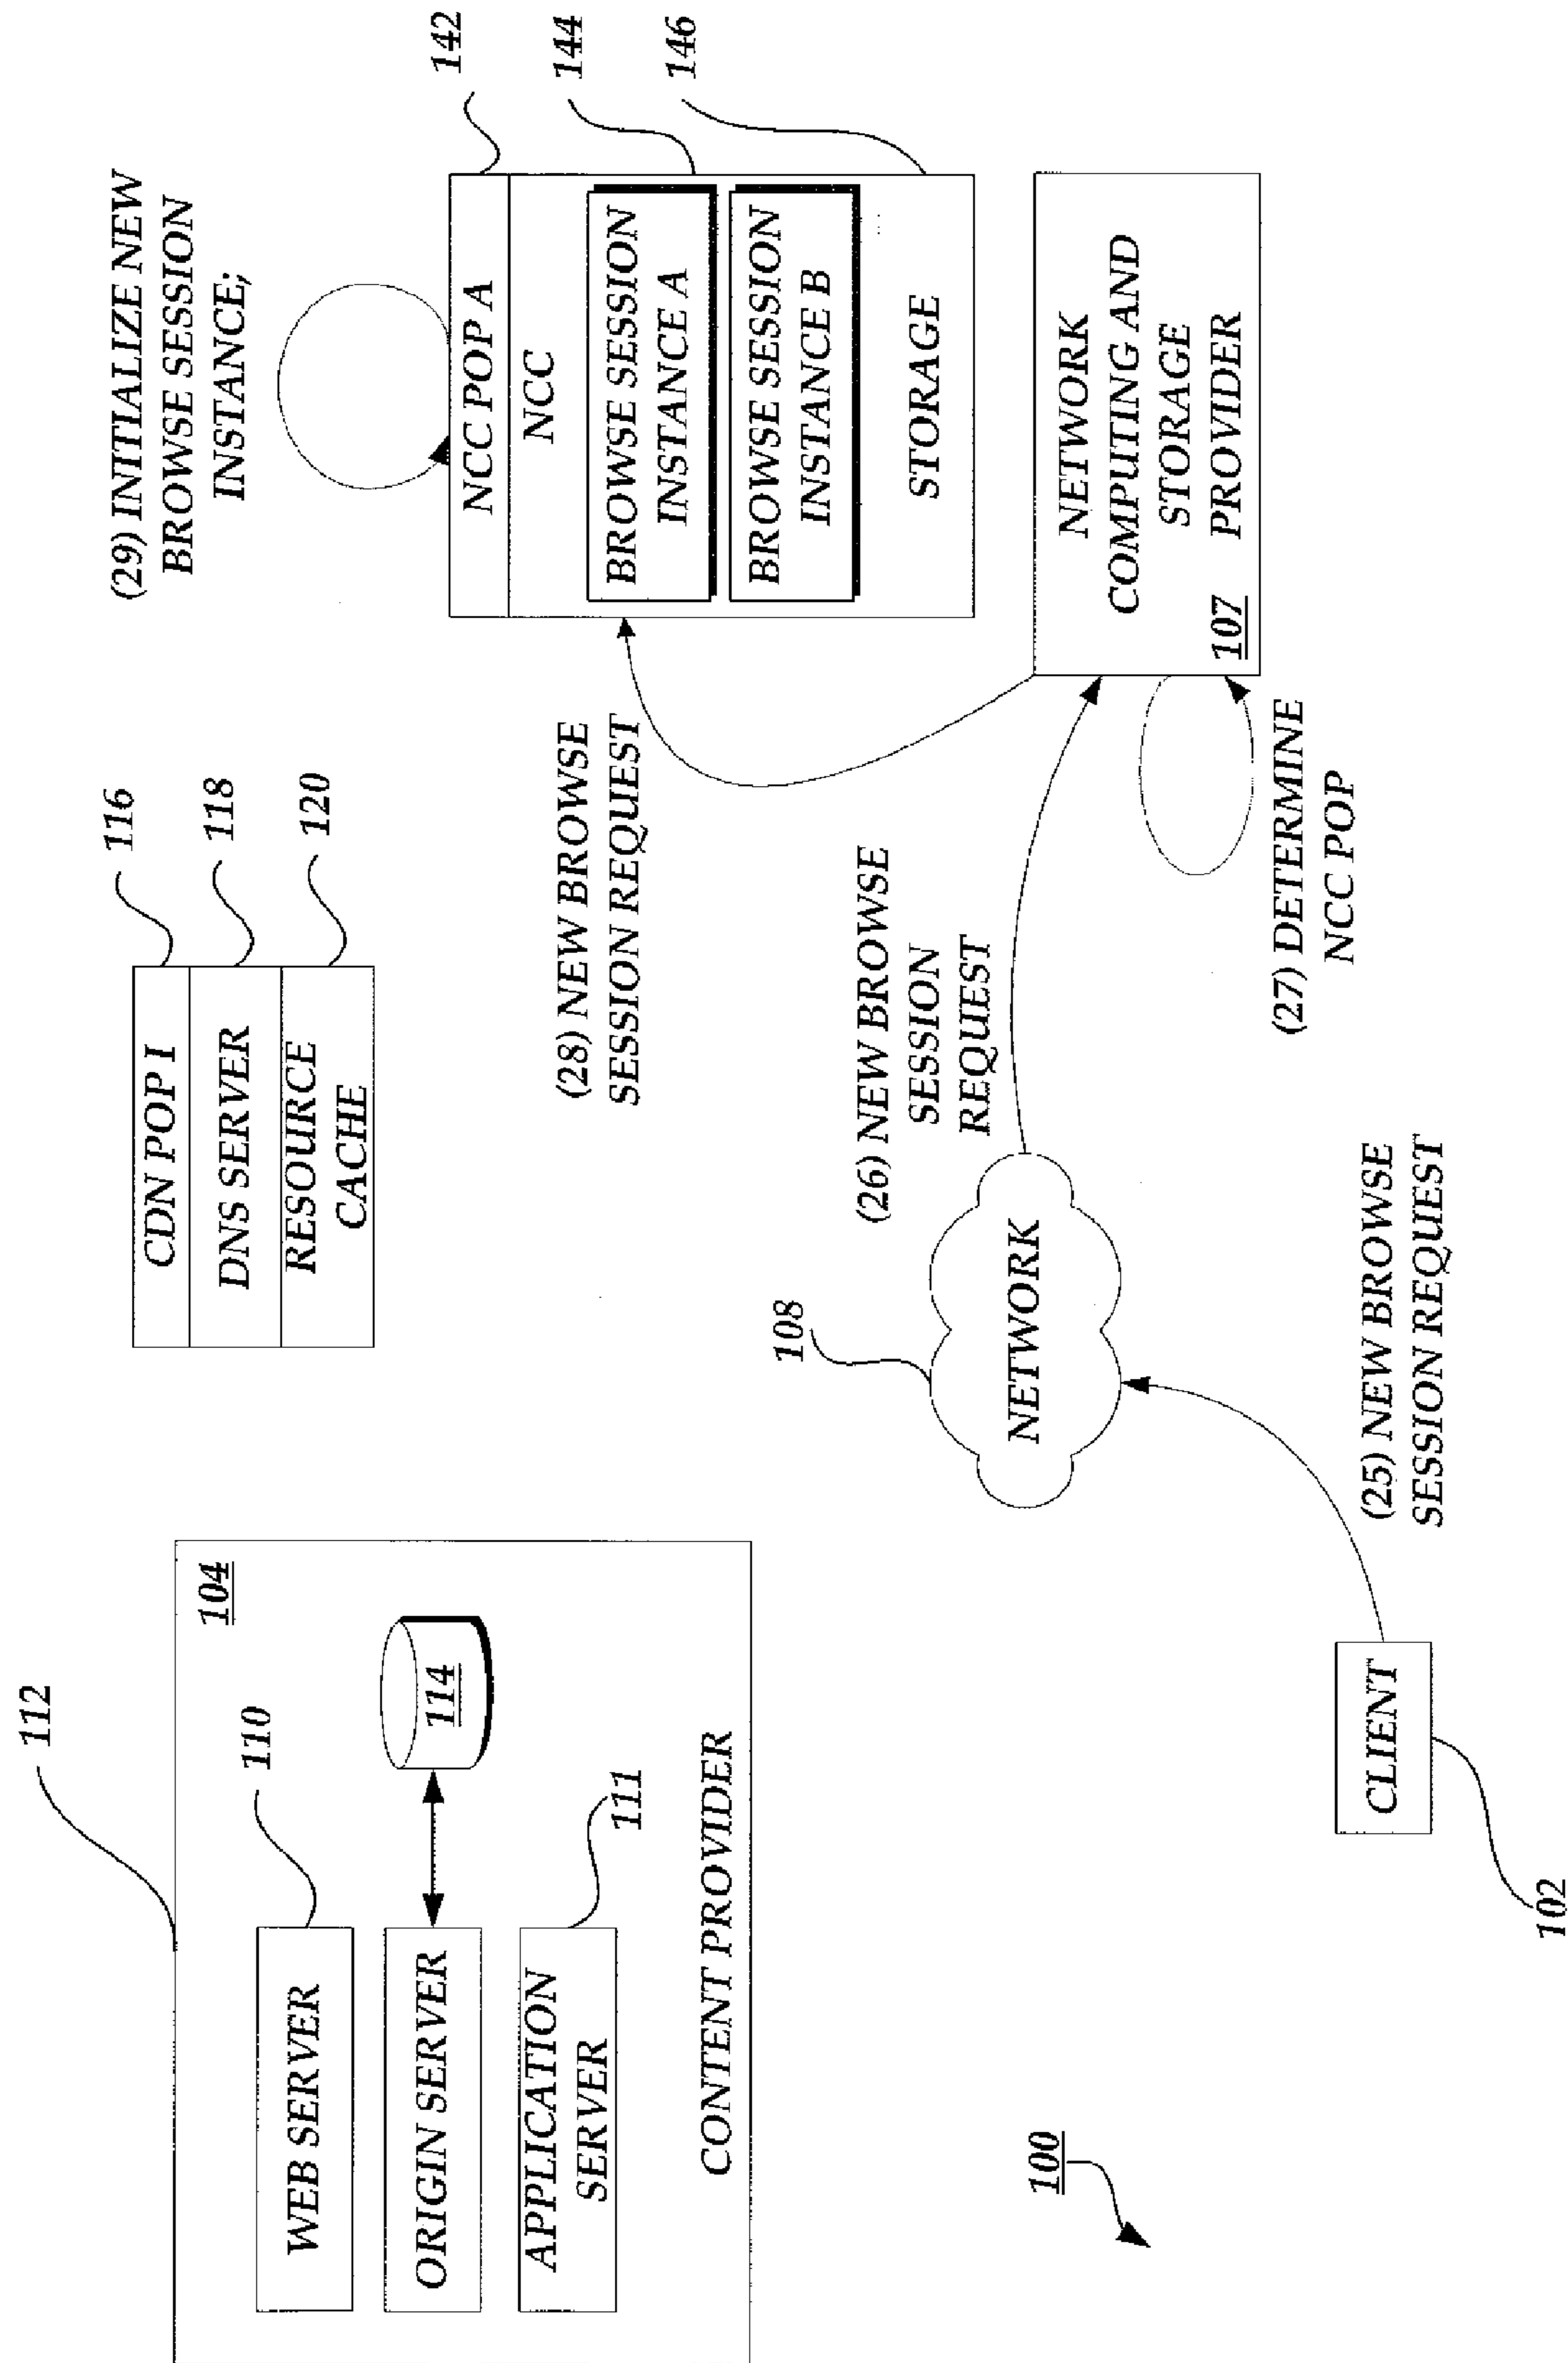 112
104
110
WEB SERVER
ORIGIN SERVER
114
APPLICATION
SERVER
111
CONTENT PROVIDER
116
118
120
CDN POP I
DNS SERVER
RESOURCE
CACHE
(29) INITIALIZE NEW
BROWSE SESSION
INSTANCE;
142
144
146
NCC POP A
NCC
BROWSE SESSION
INSTANCE A
BROWSE SESSION
INSTANCE B
STORAGE
(28) NEW BROWSE
SESSION REQUEST
NETWORK
COMPUTING AND
STORAGE
PROVIDER
107
(26) NEW BROWSE
SESSION
REQUEST
(27) DETERMINE
NCC POP
108
NETWORK
(25) NEW BROWSE
SESSION REQUEST
CLIENT
102
100